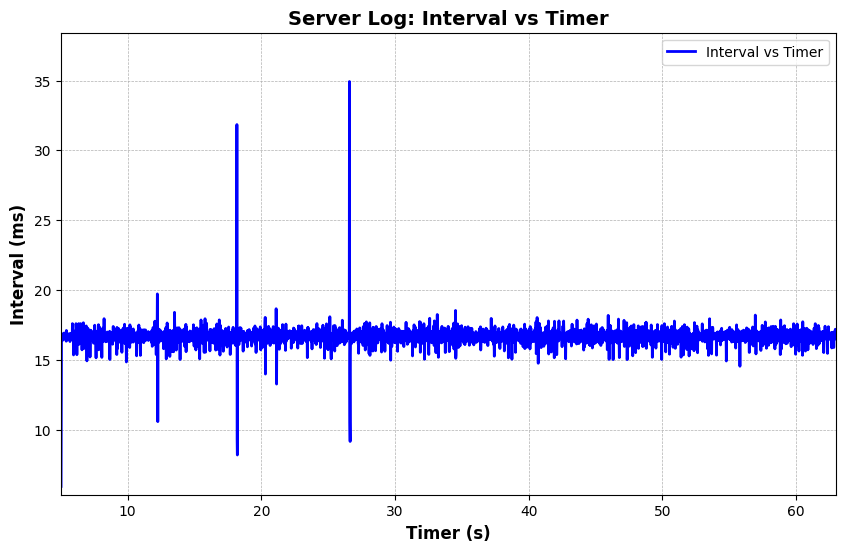 Server Log: Interval vs Timer
Interval vs Timer
Interval (ms)
35
30
25
20
15
10
10 20 30 40 50 60
Timer (s)